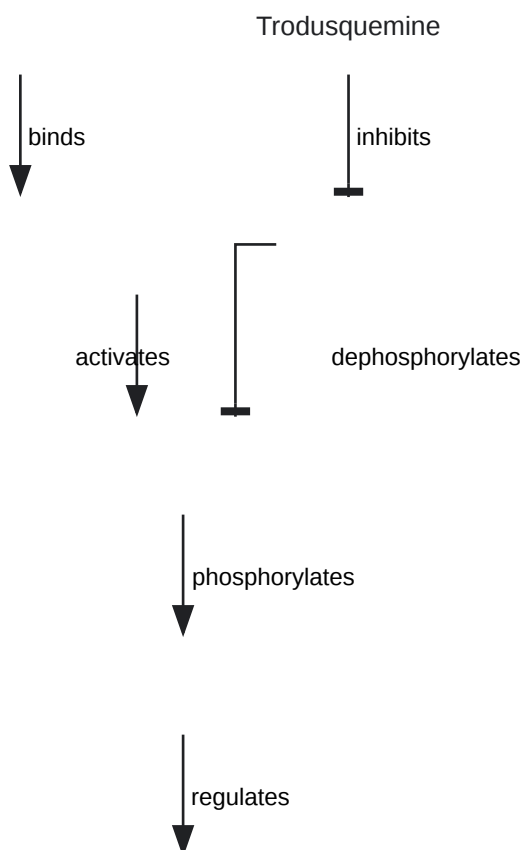 Trodusquemine
binds
inhibits
activates
dephosphorylates
phosphorylates
regulates